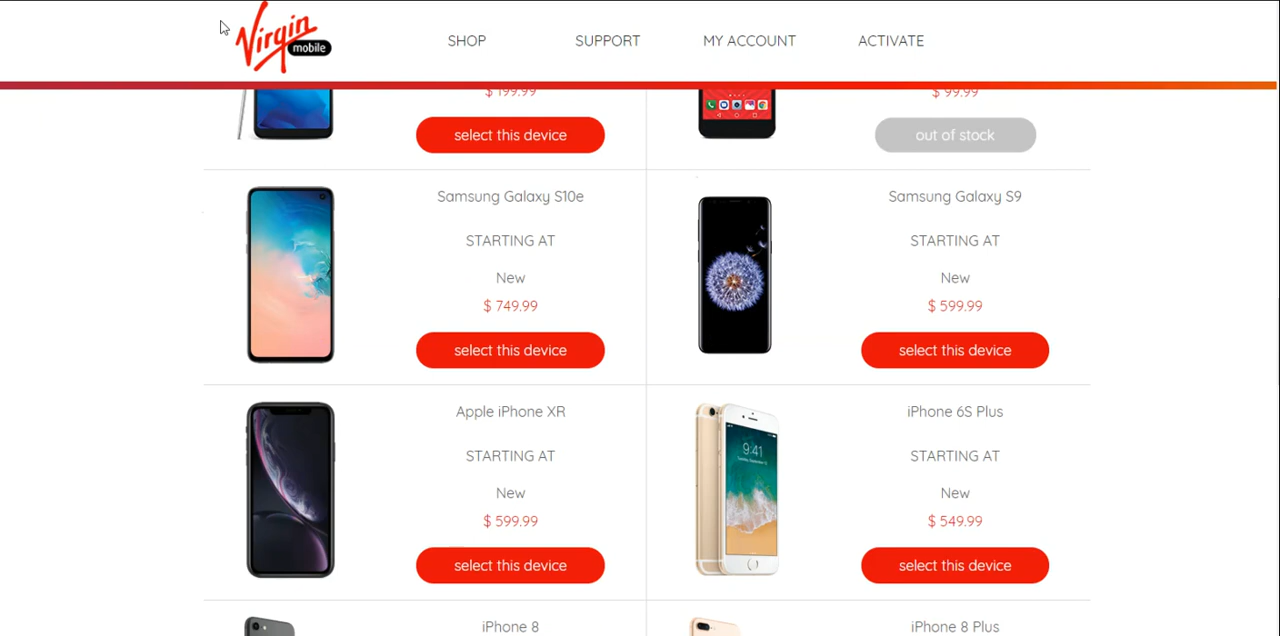 Virgin
mobile
SHOP
SUPPORT
MY ACCOUNT
ACTIVATE
$ 199.99
select this device
$ 99.99
out of stock
Samsung Galaxy S10e
STARTING AT
New
$ 749.99
select this device
Samsung Galaxy S9
STARTING AT
New
$ 599.99
select this device
Apple iPhone XR
STARTING AT
New
$ 599.99
select this device
iPhone 6S Plus
STARTING AT
New
$ 549.99
select this device
9:41
iPhone 8
iPhone 8 Plus